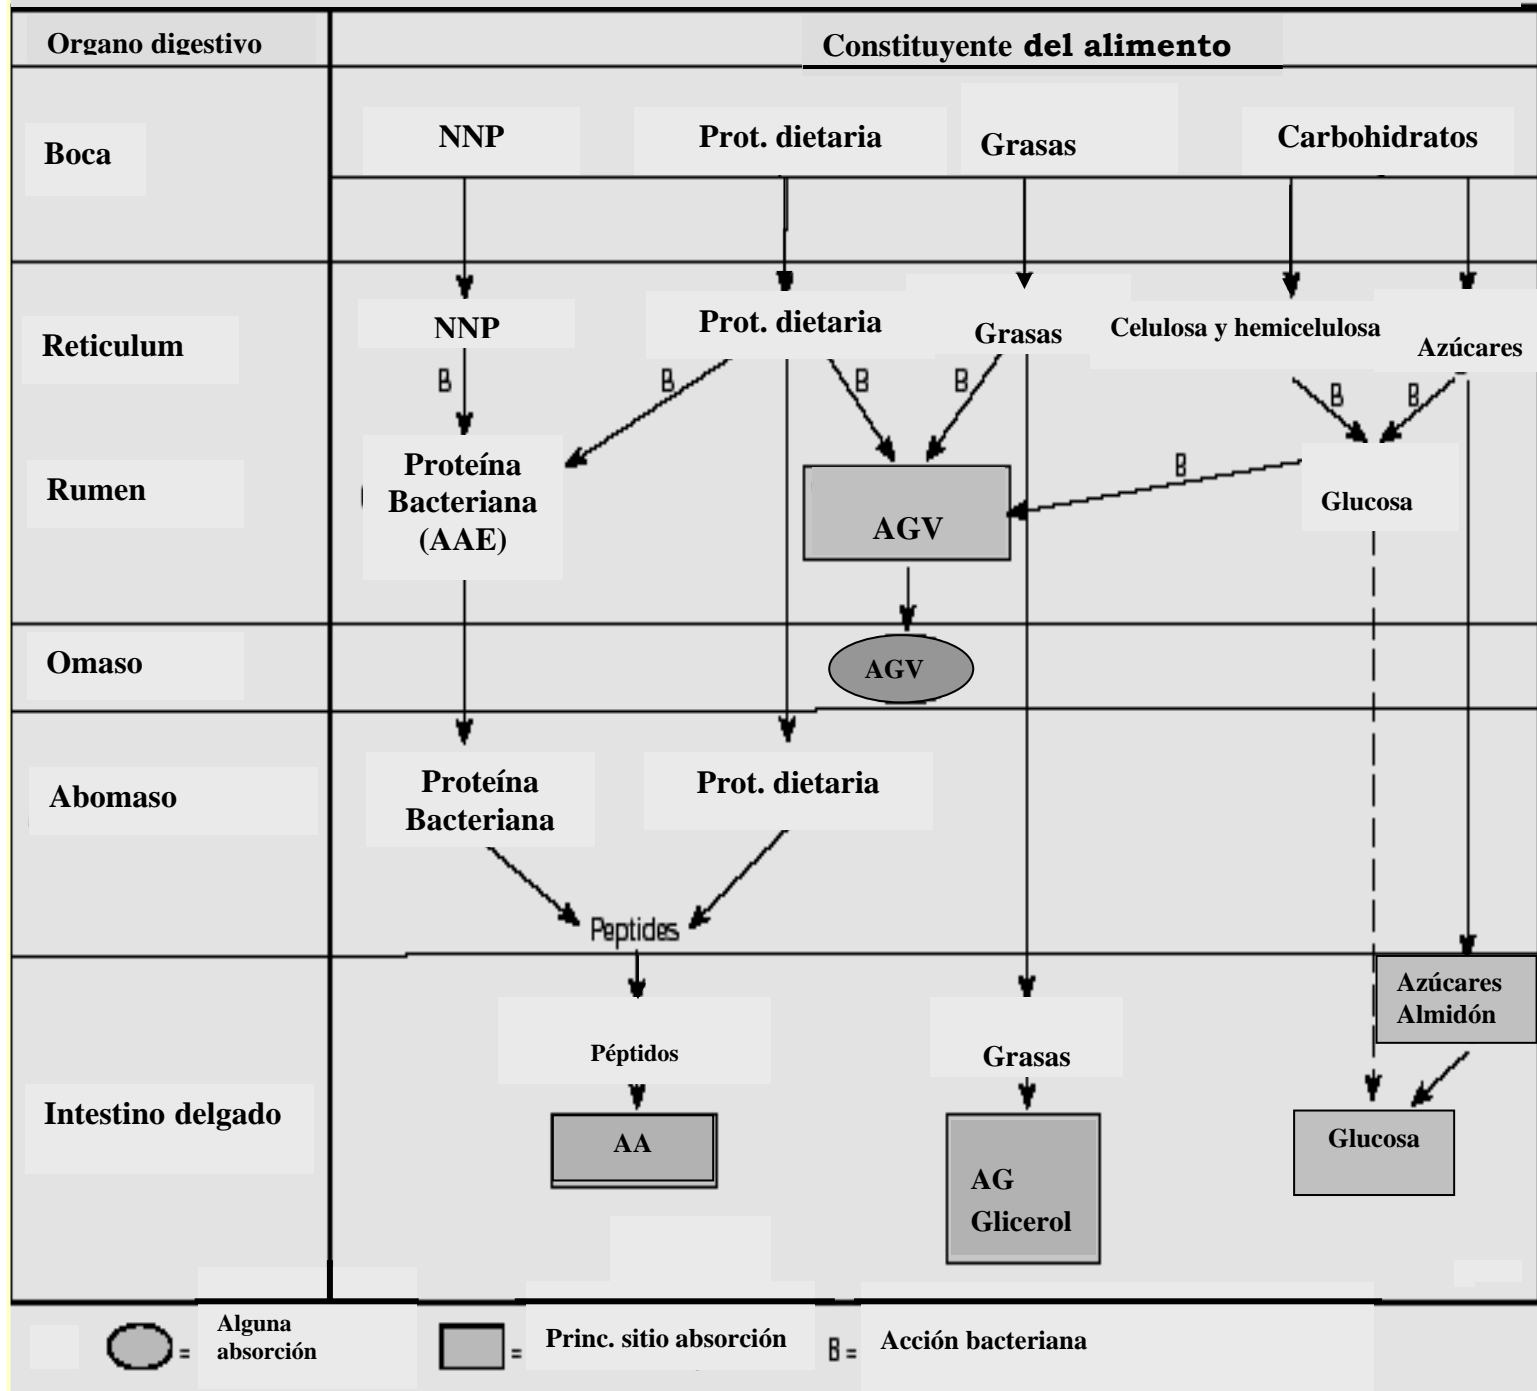 Organo digestivo
Constituyente del alimento
Boca
NNP
Prot. dietaria
Grasas
Carbohidratos
Reticulum
NNP
Prot. dietaria
Grasas
Celulosa y hemicelulosa
Azúcares
B
B
B
B
B
B
Rumen
Proteína
Bacteriana
(AAE)
AGV
B
Glucosa
Omaso
AGV
Abomaso
Proteína
Bacteriana
Prot. dietaria
Peptides
Intestino delgado
Péptidos
Grasas
Azúcares
Almidón
AA
AG
Glicerol
Glucosa
=
Alguna
absorción
=
Princ. sitio absorción
B =
Acción bacteriana